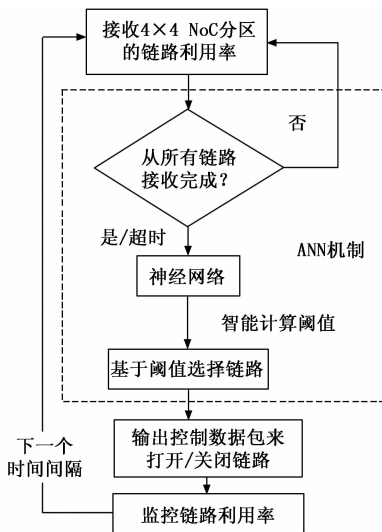 接收4×4 NoC分区
的链路利用率
否
从所有链路
接收完成?
是/超时
ANN机制
神经网络
智能计算阈值
基于阈值选择链路
输出控制数据包来
打开/关闭链路
下一个
时间间隔
监控链路利用率